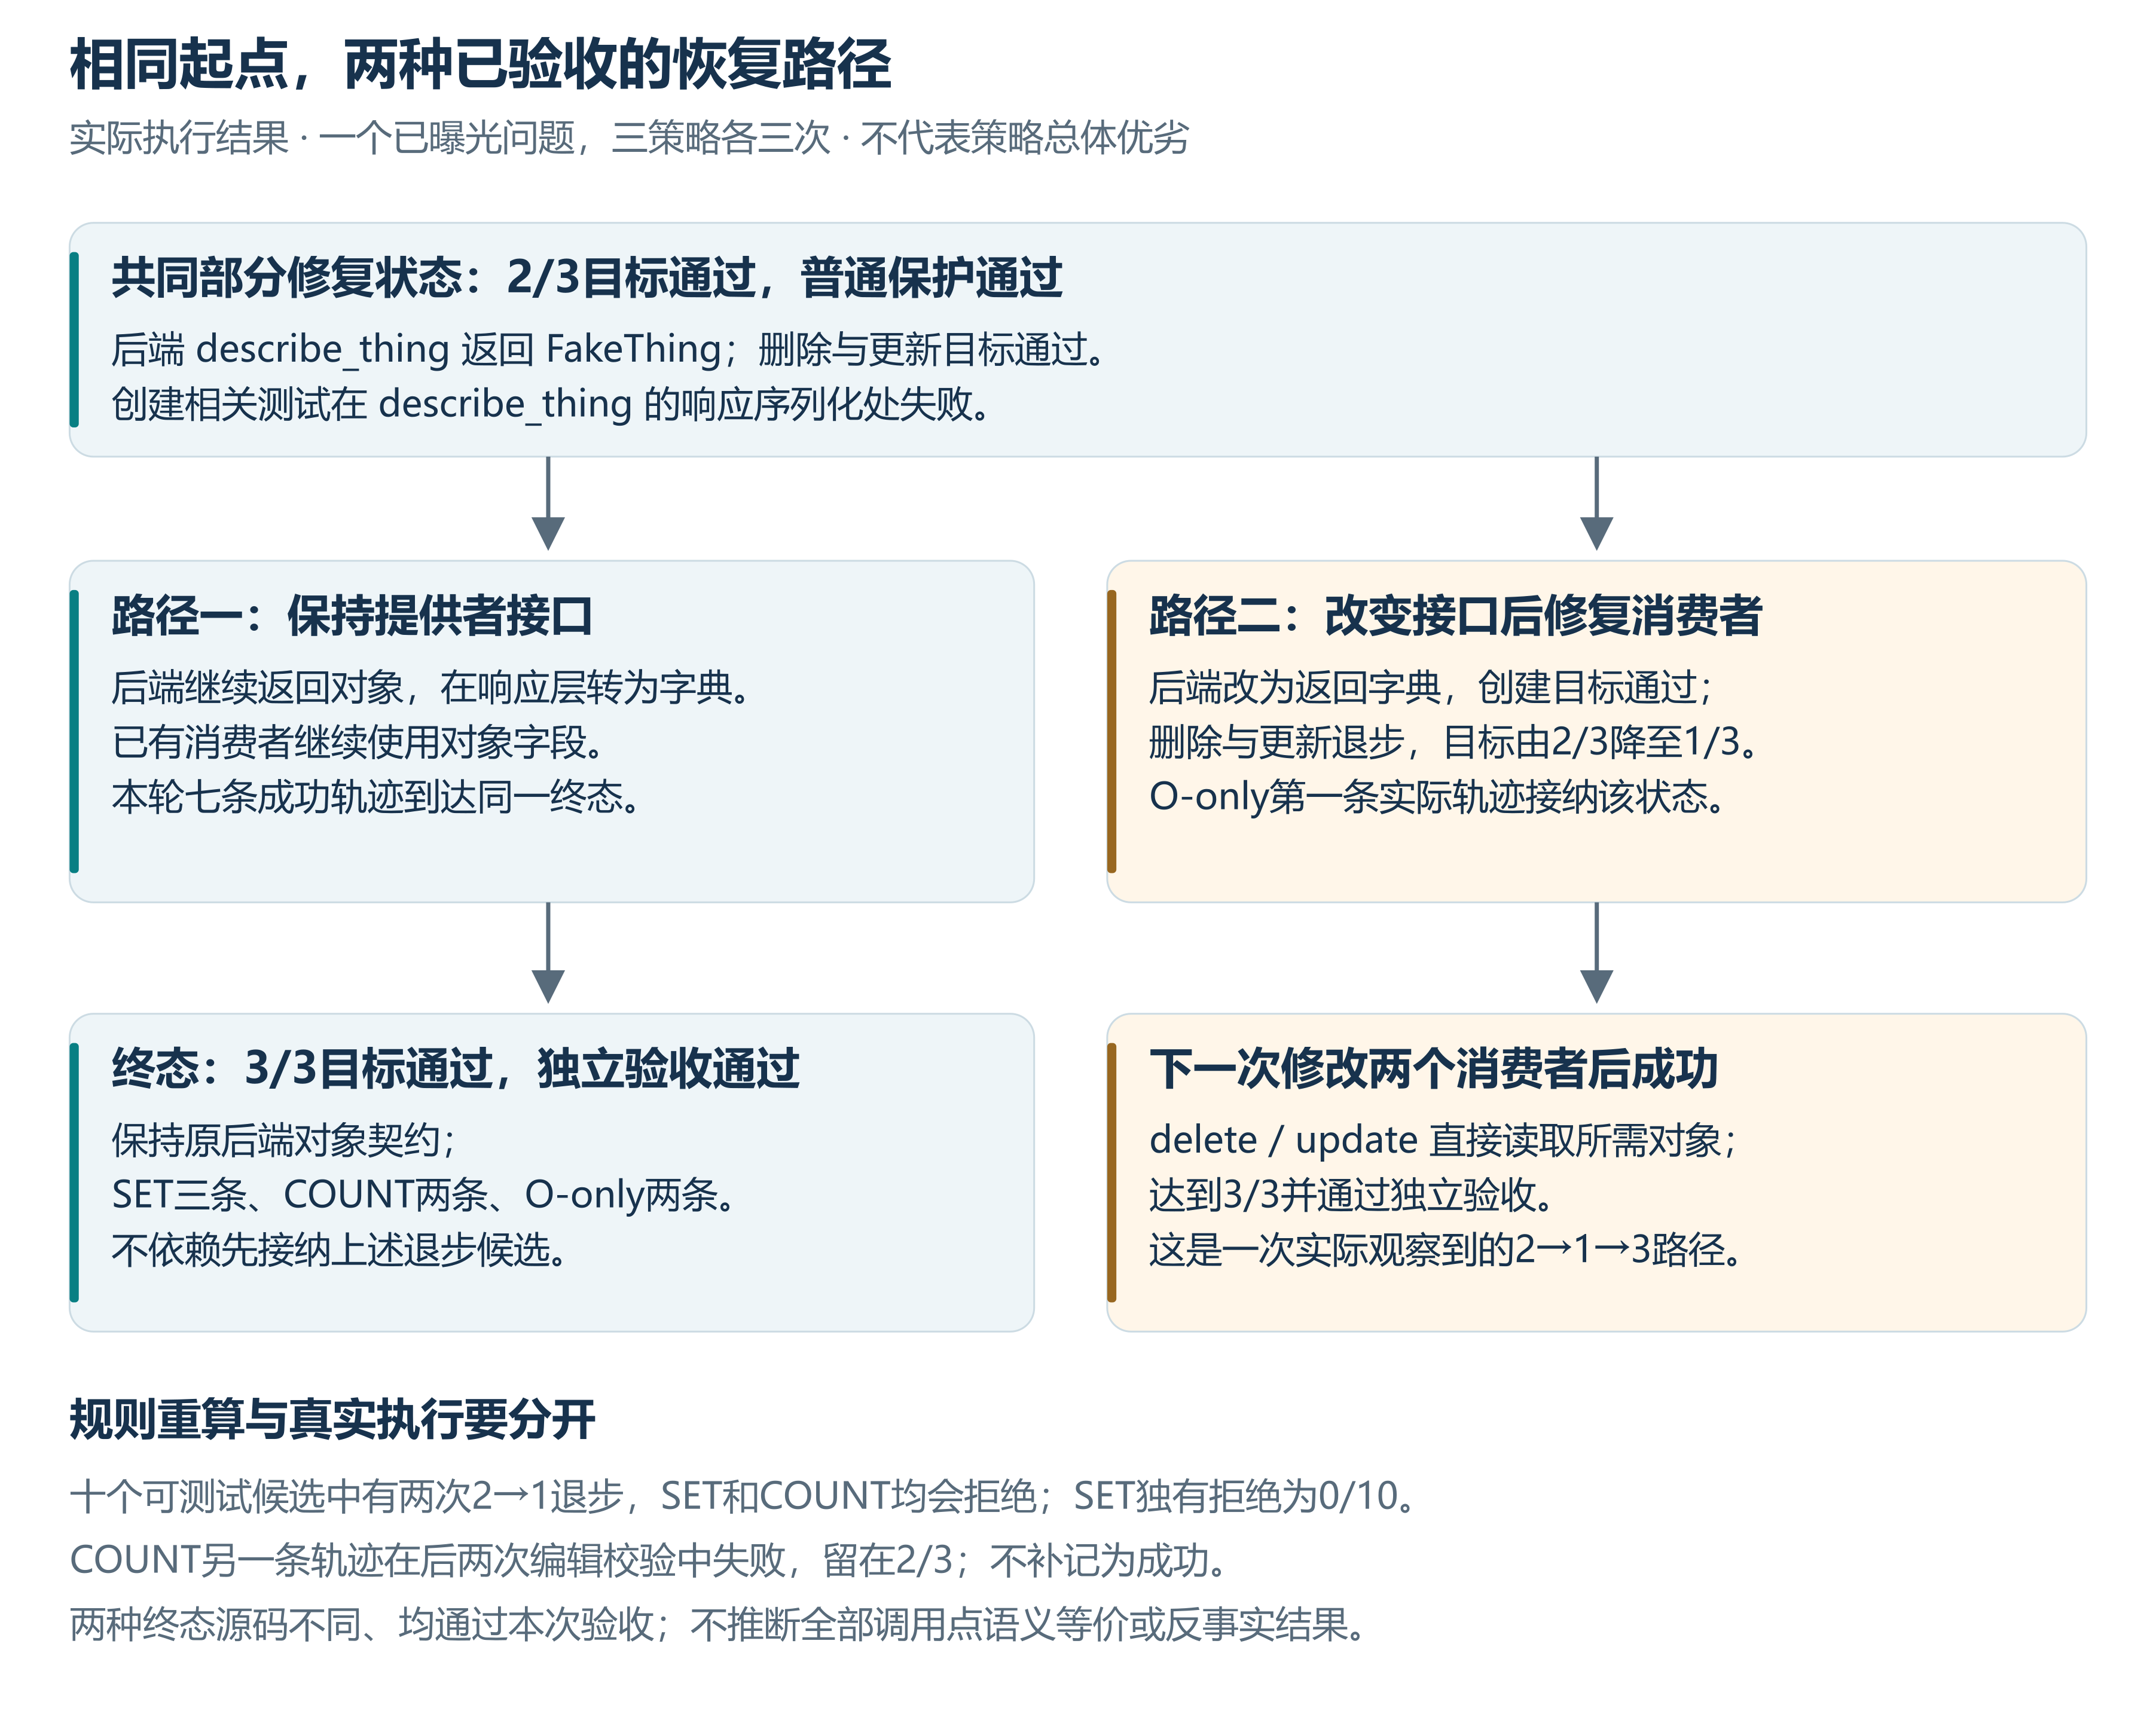 相同起点，两种已验收的恢复路径
实际执行结果 · 一个已曝光问题，三策略各三次 · 不代表策略总体优劣
共同部分修复状态：2/3目标通过，普通保护通过
后端 describe_thing 返回 FakeThing；删除与更新目标通过。
创建相关测试在 describe_thing 的响应序列化处失败。
路径一：保持提供者接口
后端继续返回对象，在响应层转为字典。
已有消费者继续使用对象字段。
本轮七条成功轨迹到达同一终态。
路径二：改变接口后修复消费者
后端改为返回字典，创建目标通过；
删除与更新退步，目标由2/3降至1/3。
O-only第一条实际轨迹接纳该状态。
终态：3/3目标通过，独立验收通过
保持原后端对象契约；
SET三条、COUNT两条、O-only两条。
不依赖先接纳上述退步候选。
下一次修改两个消费者后成功
delete / update 直接读取所需对象；
达到3/3并通过独立验收。
这是一次实际观察到的2→1→3路径。
规则重算与真实执行要分开
十个可测试候选中有两次2→1退步，SET和COUNT均会拒绝；SET独有拒绝为0/10。
COUNT另一条轨迹在后两次编辑校验中失败，留在2/3；不补记为成功。
两种终态源码不同、均通过本次验收；不推断全部调用点语义等价或反事实结果。